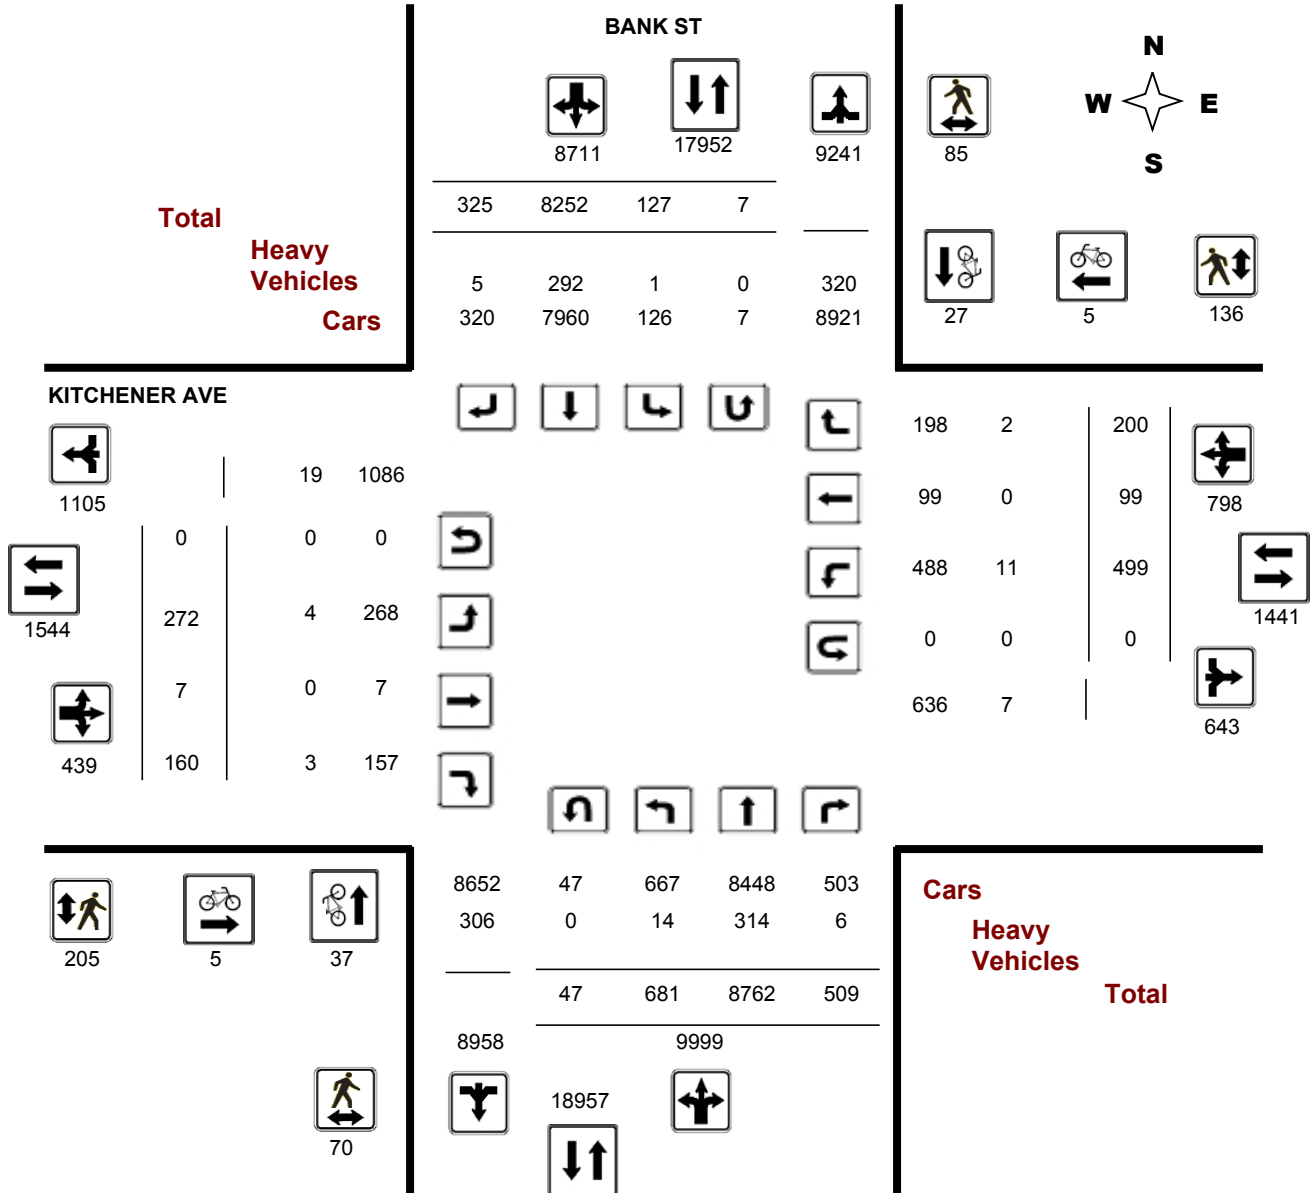 BANK ST
N
W E
S
8711 17952 9241 85
325 8252 127 7
Total
Heavy
Vehicles
Cars
5 292 1 0 320
320 7960 126 7 8921
27 5 136
KITCHENER AVE
198 2 200
19 1086
1105
99 0 99
798
0 0 0
488 11 499
272 4 268
1544
1441
0 0 0
7 0 7
636 7
643
439
160 3 157
8652 47 667 8448 503
306 0 14 314 6
205 5 37
Cars
Heavy
Vehicles
Total
47 681 8762 509
8958 9999
18957
70